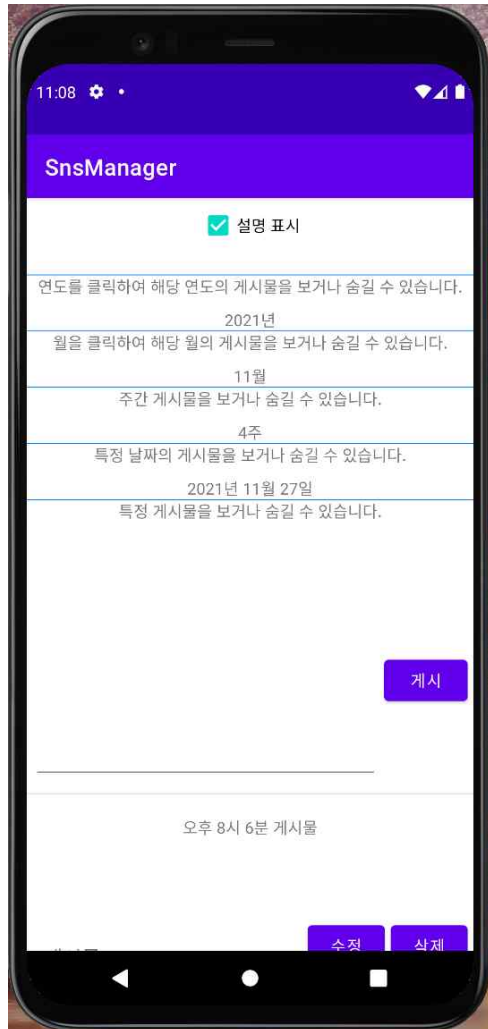 11:08
SnsManager
설명 표시
연도를 클릭하여 해당 연도의 게시물을 보거나 숨길 수 있습니다.
2021년
월을 클릭하여 해당 월의 게시물을 보거나 숨길 수 있습니다.
11월
주간 게시물을 보거나 숨길 수 있습니다.
4주
특정 날짜의 게시물을 보거나 숨길 수 있습니다.
2021년 11월 27일
특정 게시물을 보거나 숨길 수 있습니다.
게시
오후 8시 6분 게시물
수정 삭제